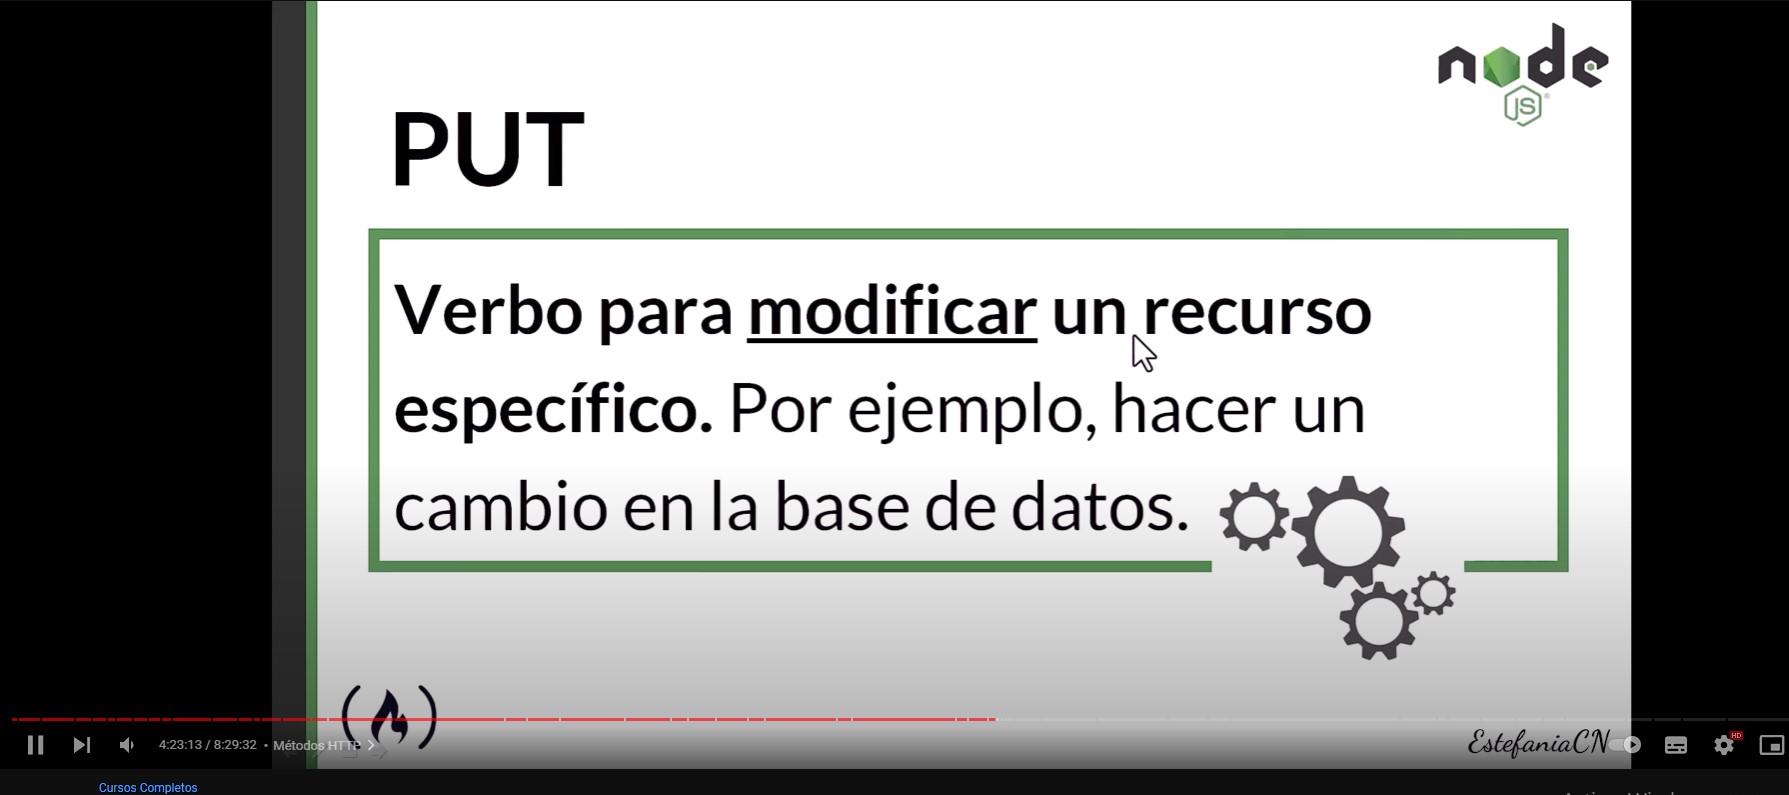 node
JS
PUT
Verbo para modificar un recurso
específico. Por ejemplo, hacer un
cambio en la base de datos.
EstefaniaCN
4:23:13 / 8:29:32 • Métodos HTTP
HD
Cursos Completos